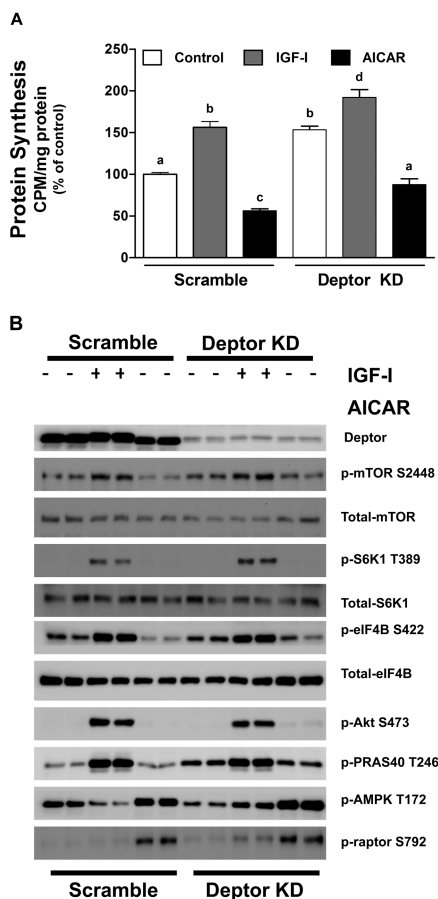 A
Protein Synthesis
CPM/mg protein
(% of control)
250
200
150
100
50
0
Control
IGF-I
AICAR
a
b
c
b
d
a
Scramble
Deptor KD
B
Scramble
Deptor KD
- - + + - - - - + + - - IGF-I
AICAR
Deptor
p-mTOR S2448
Total-mTOR
p-S6K1 T389
Total-S6K1
p-eIF4B S422
Total-eIF4B
p-Akt S473
p-PRAS40 T246
p-AMPK T172
p-raptor S792
Scramble
Deptor KD